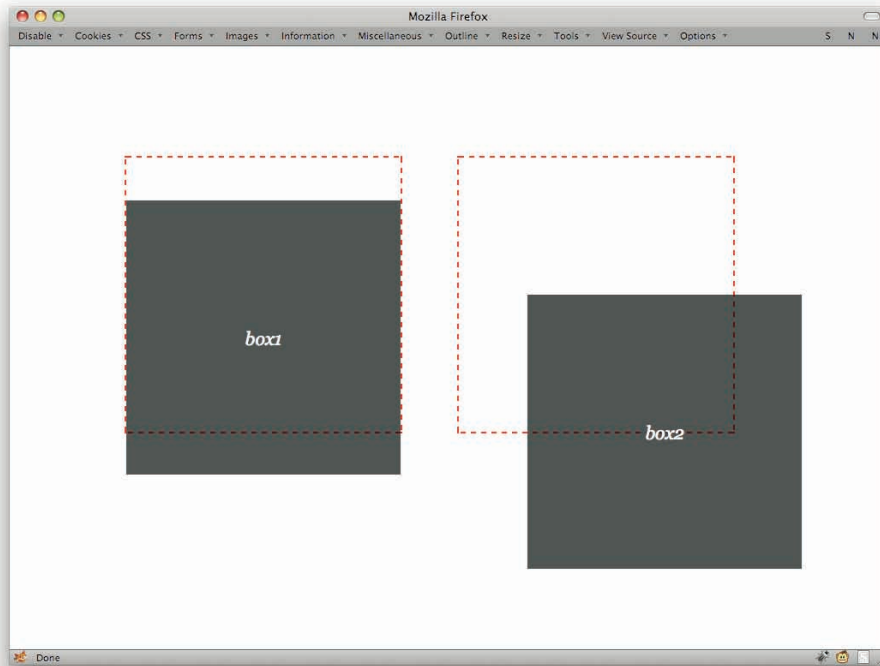 Mozilla Firefox
Disable Cookies CSS Forms Images Information Miscellaneous Outline Resize Tools View Source Options S N N
box1
box2
Done